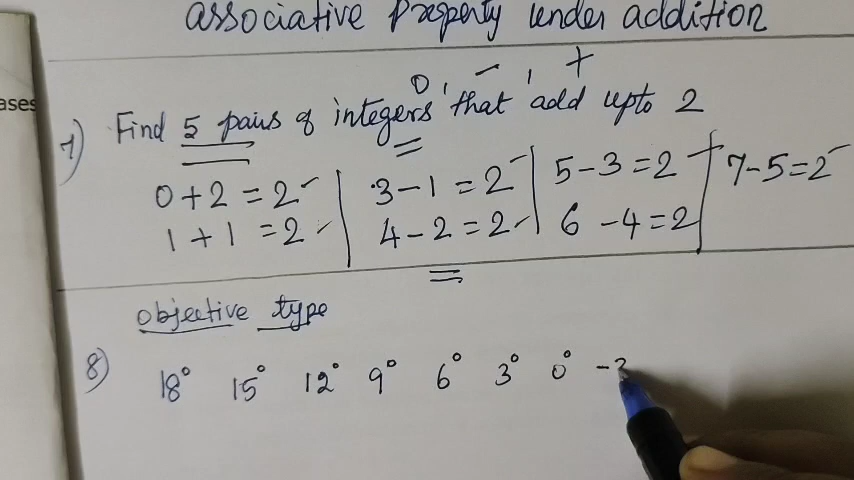 associative Property under addition
0, -, +
7) Find 5 pairs of integers that add upto 2
0+2=2 3-1=2 5-3=2 7-5=2
1+1=2 4-2=2 6-4=2
objective type
8) 18° 15° 12° 9° 6° 3° 0° -3
ases